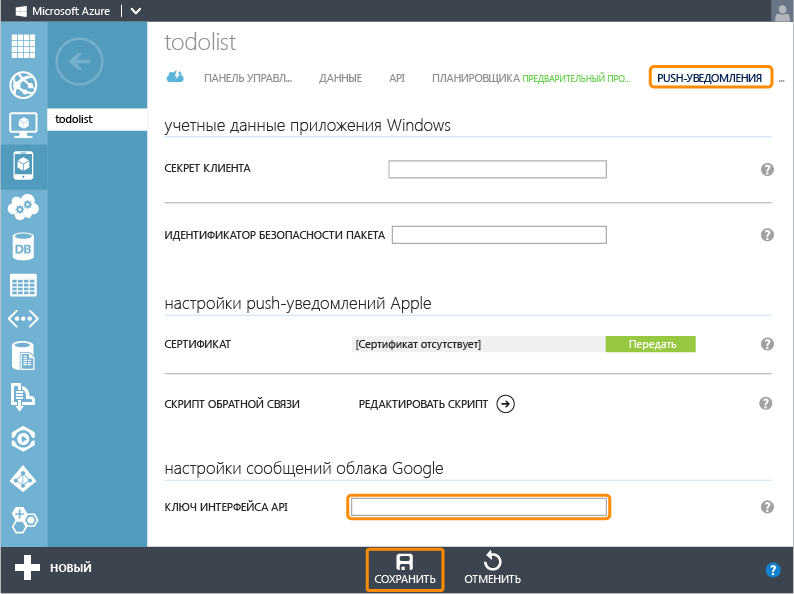 Microsoft Azure
todolist
todolist
ПАНЕЛЬ УПРАВЛ... ДАННЫЕ API ПЛАНИРОВЩИКА ПРЕДВАРИТЕЛЬНЫЙ ПРО... PUSH-УВЕДОМЛЕНИЯ ...
учетные данные приложения Windows
СЕКРЕТ КЛИЕНТА ?
ИДЕНТИФИКАТОР БЕЗОПАСНОСТИ ПАКЕТА ?
настройки push-уведомлений Apple
СЕРТИФИКАТ [Сертификат отсутствует] Передать ?
СКРИПТ ОБРАТНОЙ СВЯЗИ РЕДАКТИРОВАТЬ СКРИПТ ?
настройки сообщений облака Google
КЛЮЧ ИНТЕРФЕЙСА API ?
DB
НОВЫЙ СОХРАНИТЬ ОТМЕНИТЬ ?